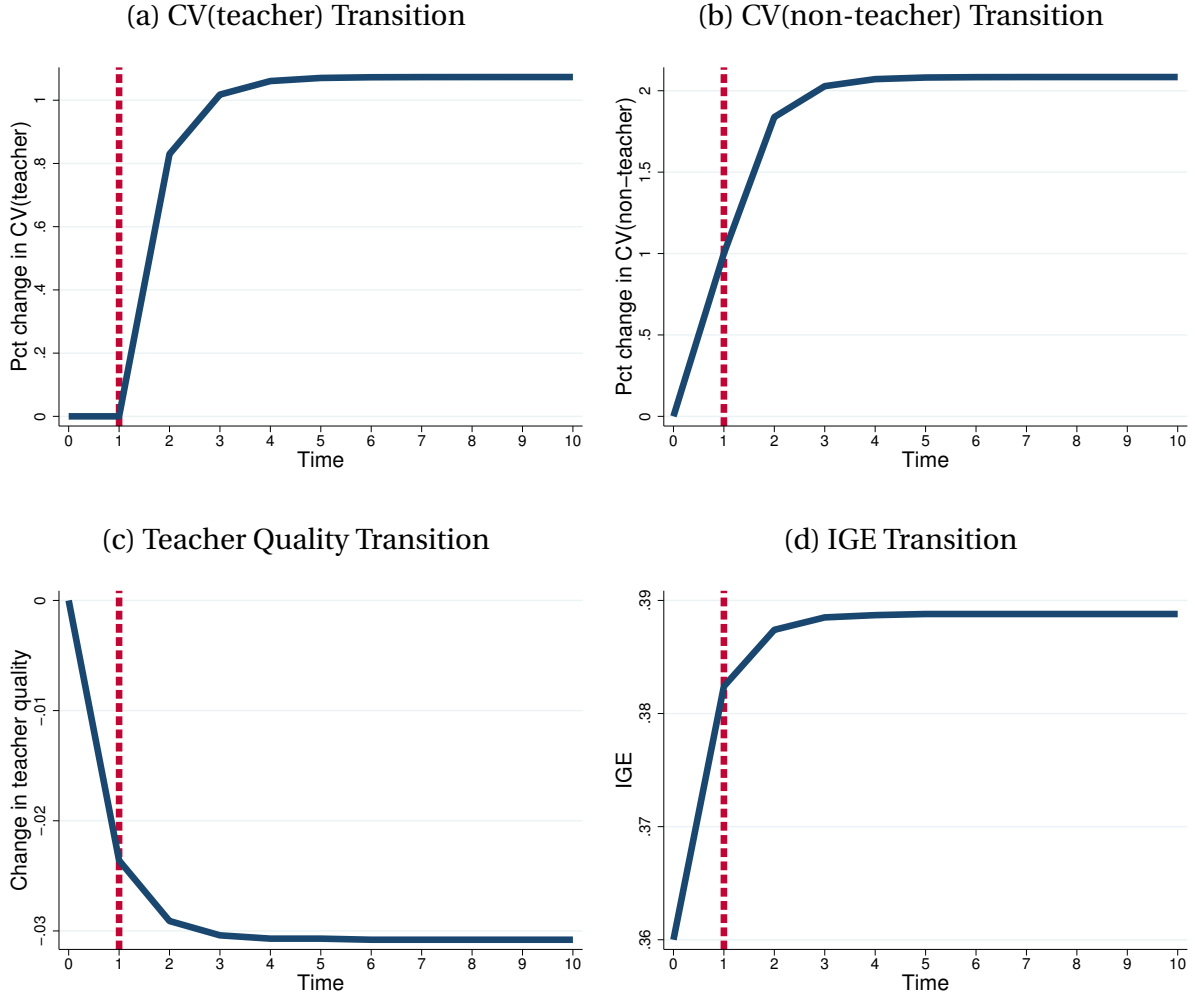 (a) CV(teacher) Transition
Pct change in CV(teacher)
0 .2 .4 .6 .8 1
0 1 2 3 4 5 6 7 8 9 10
Time
(b) CV(non-teacher) Transition
Pct change in CV(non−teacher)
0 .5 1 1.5 2
0 1 2 3 4 5 6 7 8 9 10
Time
(c) Teacher Quality Transition
Change in teacher quality
−.03 −.02 −.01 0
0 1 2 3 4 5 6 7 8 9 10
Time
(d) IGE Transition
IGE
.36 .37 .38 .39
0 1 2 3 4 5 6 7 8 9 10
Time